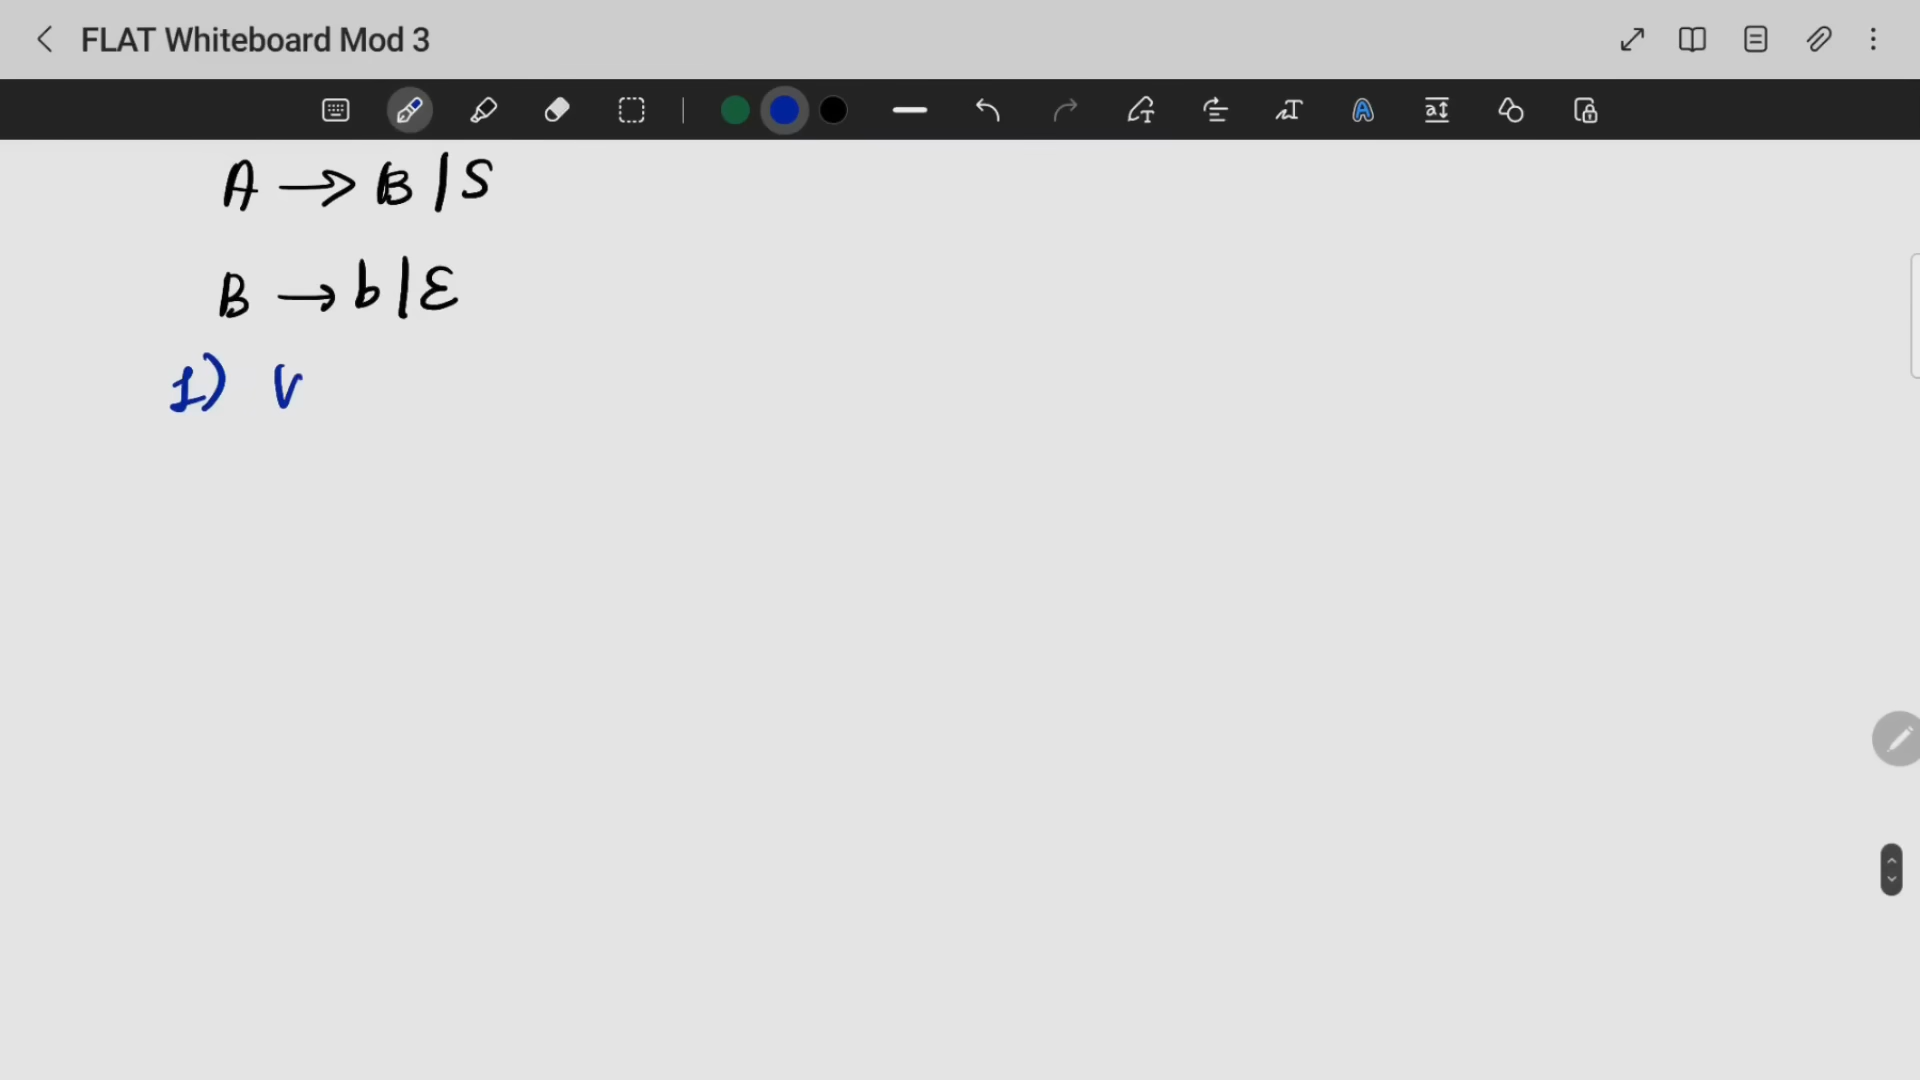 FLAT Whiteboard Mod 3
A → B | S
B → b | ε
1) V